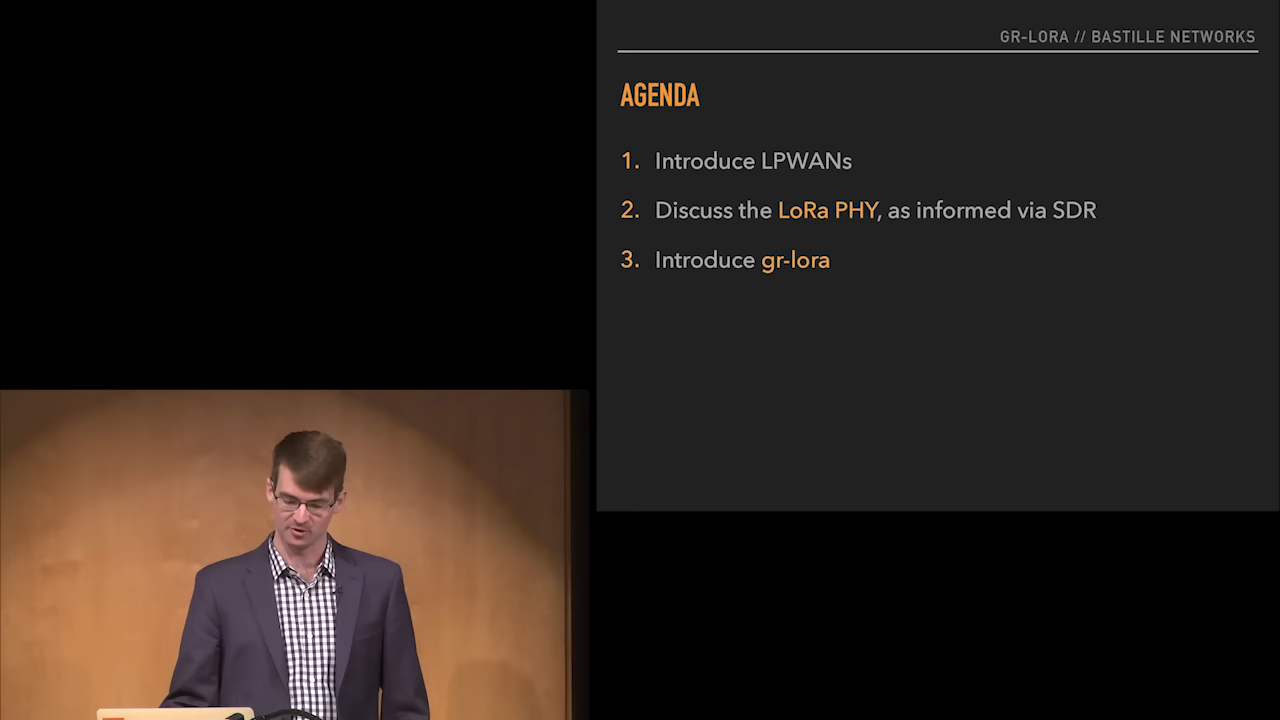 GR-LORA // BASTILLE NETWORKS
AGENDA
1. Introduce LPWANs
2. Discuss the LoRa PHY, as informed via SDR
3. Introduce gr-lora